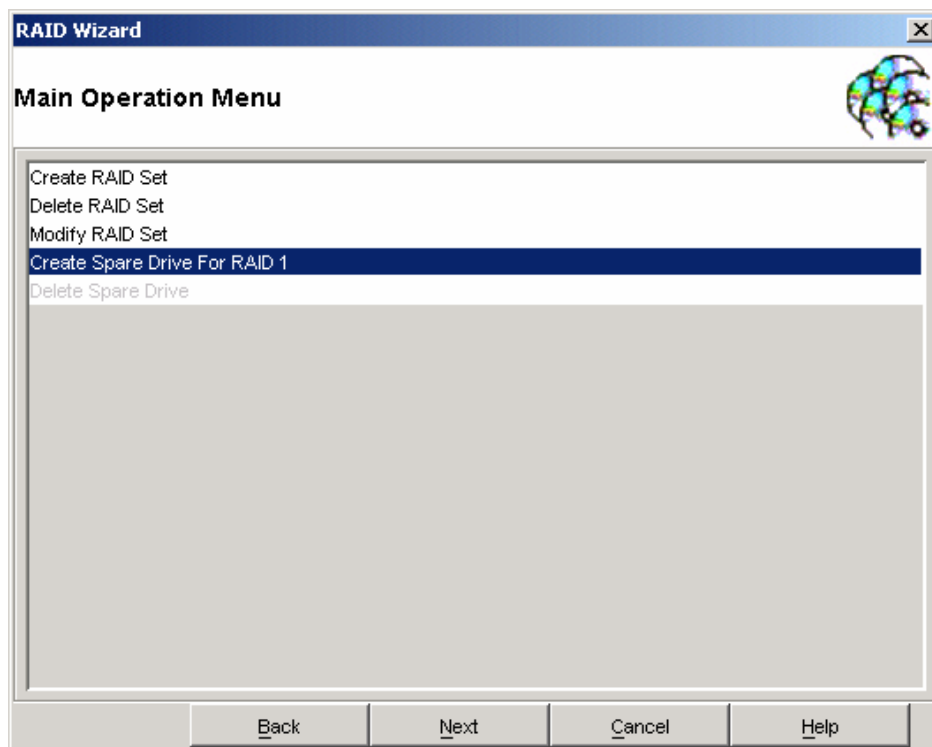 RAID Wizard
Main Operation Menu
Create RAID Set
Delete RAID Set
Modify RAID Set
Create Spare Drive For RAID 1
Delete Spare Drive
Back Next Cancel Help